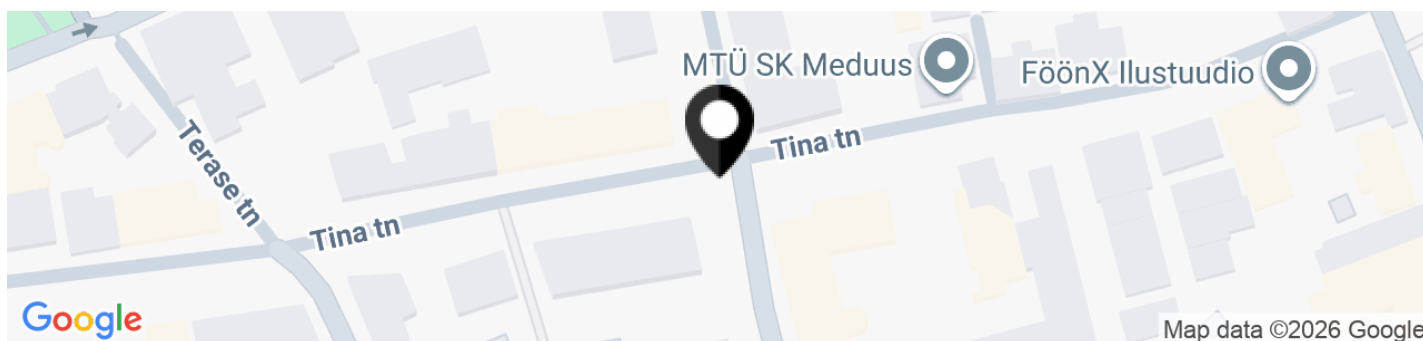 MTÜ SK Meduus
FöönX Ilustuudio
Tina tn
Terase tn
Tina tn
Google
Map data ©2026 Google